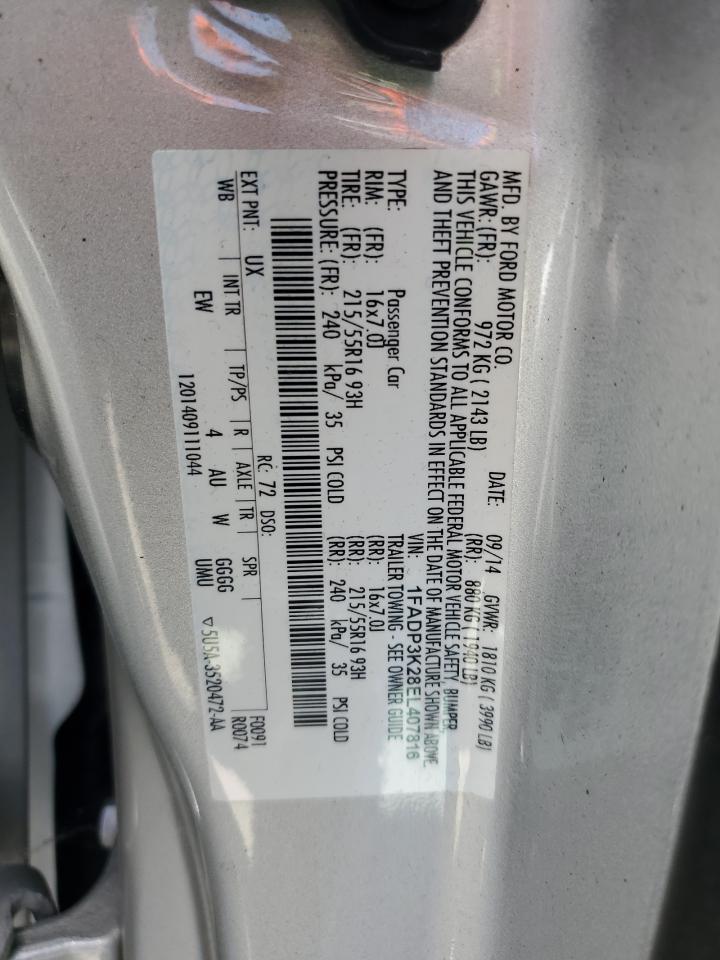 MFD. BY FORD MOTOR CO.
DATE: 09/14 GVWR: 1810 KG ( 3990 LB)
GAWR: (FR): 972 KG ( 2143 LB) (RR): 880 KG ( 1940 LB)
THIS VEHICLE CONFORMS TO ALL APPLICABLE FEDERAL MOTOR VEHICLE SAFETY, BUMPER,
AND THEFT PREVENTION STANDARDS IN EFFECT ON THE DATE OF MANUFACTURE SHOWN ABOVE.
VIN: 1FADP3K28EL407816
TYPE: Passenger Car TRAILER TOWING - SEE OWNER GUIDE
RIM: (FR): 16x7.0J (RR): 16x7.0J
TIRE: (FR): 215/55R16 93H (RR): 215/55R16 93H
PRESSURE: (FR): 240 kPa/ 35 PSI COLD (RR): 240 kPa/ 35 PSI COLD
EXT PNT: UX RC: 72 DSO: F0091
WB INT TR TP/PS R AXLE TR SPR R0074
EW 4 AU W GGGG
UMU
1201409111044 ▽5U5A-3520472-AA